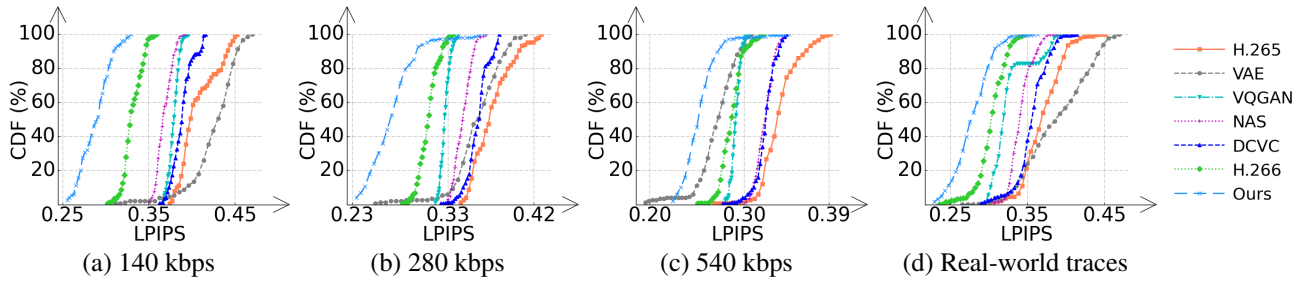 100
80
60
40
20
CDF (%)
0.25
0.35
0.45
LPIPS
(a) 140 kbps
100
80
60
40
20
CDF (%)
0.23
0.33
0.42
LPIPS
(b) 280 kbps
100
80
60
40
20
CDF (%)
0.20
0.30
0.39
LPIPS
(c) 540 kbps
100
80
60
40
20
CDF (%)
0.25
0.35
0.45
LPIPS
(d) Real-world traces
H.265
VAE
VQGAN
NAS
DCVC
H.266
Ours